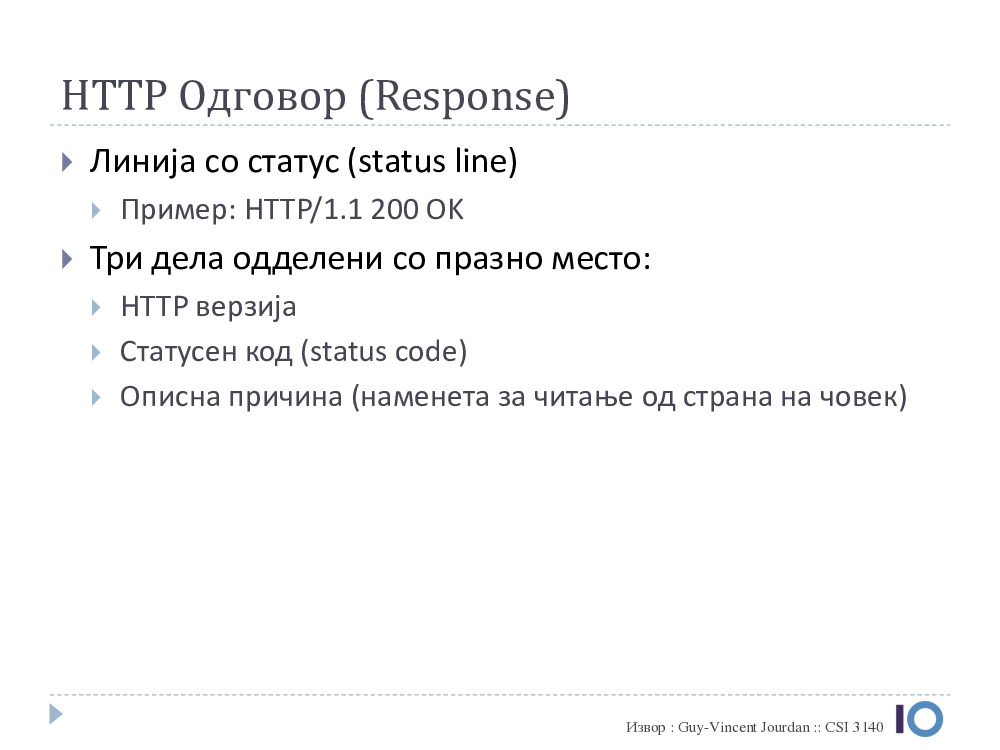 HTTP Одговор (Response)
Линија со статус (status line)
Пример: HTTP/1.1 200 OK
Три дела одделени со празно место:
HTTP верзија
Статусен код (status code)
Описна причина (наменета за читање од страна на човек)
Извор : Guy-Vincent Jourdan :: CSI 3140